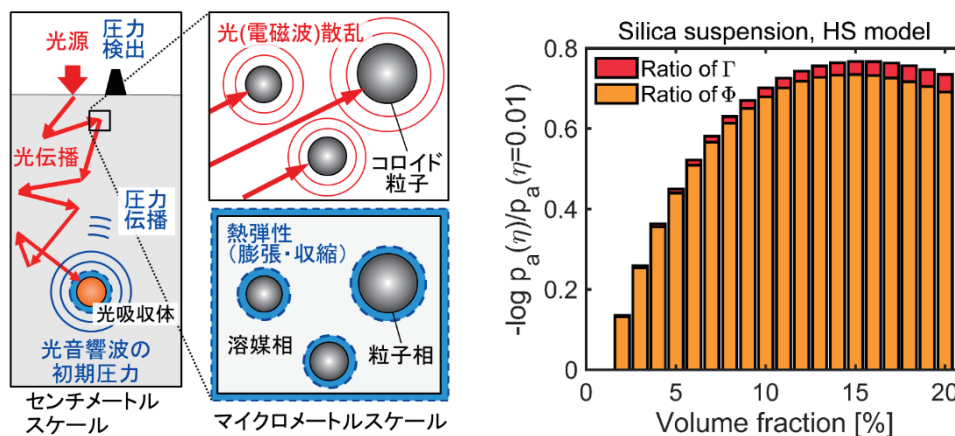 光源
圧力
検出
光伝播
圧力
伝播
光吸収体
光音響波の
初期圧力
センチメートル
スケール
光(電磁波)散乱
コロイド
粒子
熱弾性
(膨張・収縮)
溶媒相
粒子相
マイクロメートルスケール
Silica suspension, HS model
Ratio of Γ
Ratio of Φ
-log pₐ(η)/pₐ(η=0.01)
0.8
0.6
0.4
0.2
0
0 5 10 15 20
Volume fraction [%]